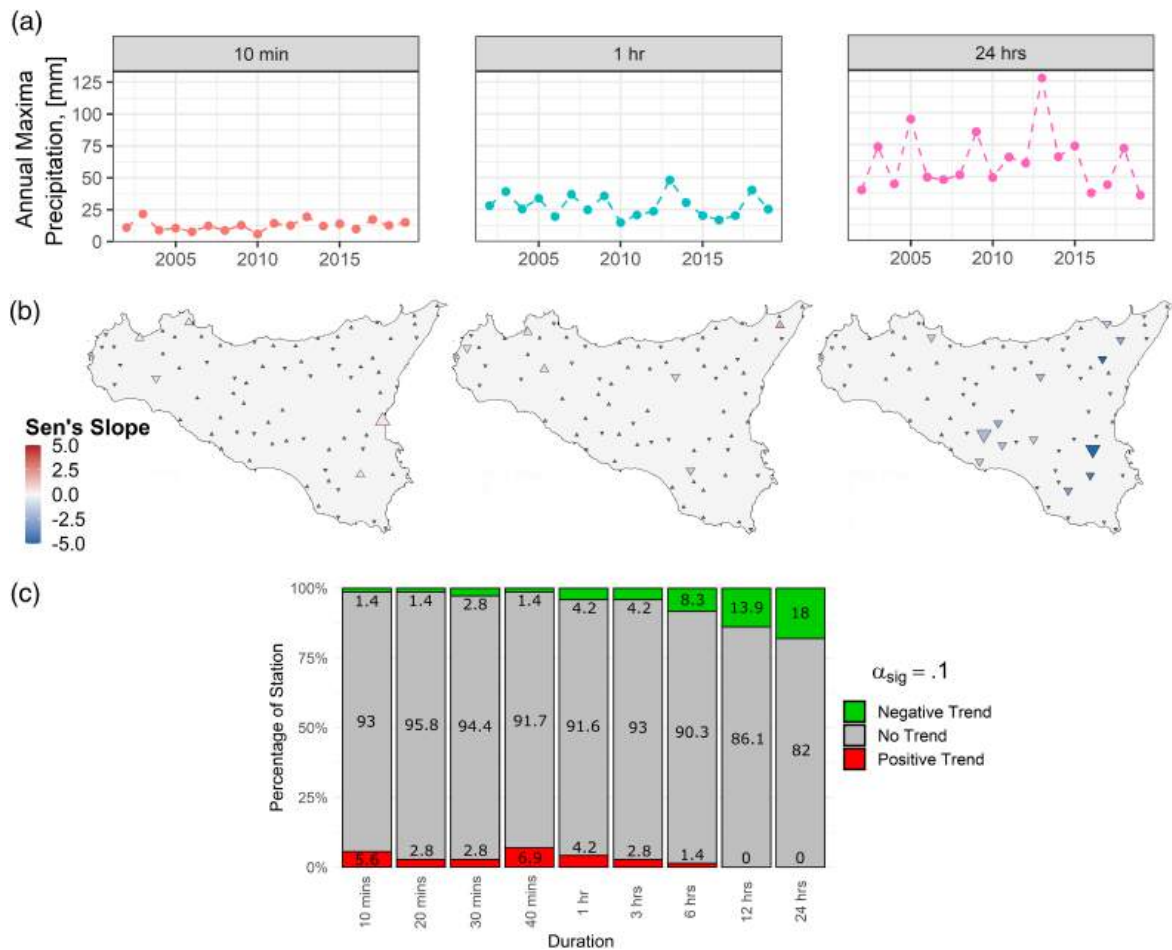 (a)
10 min
1 hr
24 hrs
Annual Maxima
Precipitation, [mm]
125
100
75
50
25
0
2005 2010 2015
2005 2010 2015
2005 2010 2015
(b)
Sen's Slope
5.0
2.5
0.0
-2.5
-5.0
(c)
Percentage of Station
100%
75%
50%
25%
0%
1.4 1.4 2.8 1.4 4.2 4.2 8.3 13.9 18
93 95.8 94.4 91.7 91.6 93 90.3 86.1 82
5.6 2.8 2.8 6.9 4.2 2.8 1.4 0 0
10 mins
20 mins
30 mins
40 mins
1 hr
3 hrs
6 hrs
12 hrs
24 hrs
Duration
αsig = .1
Negative Trend
No Trend
Positive Trend